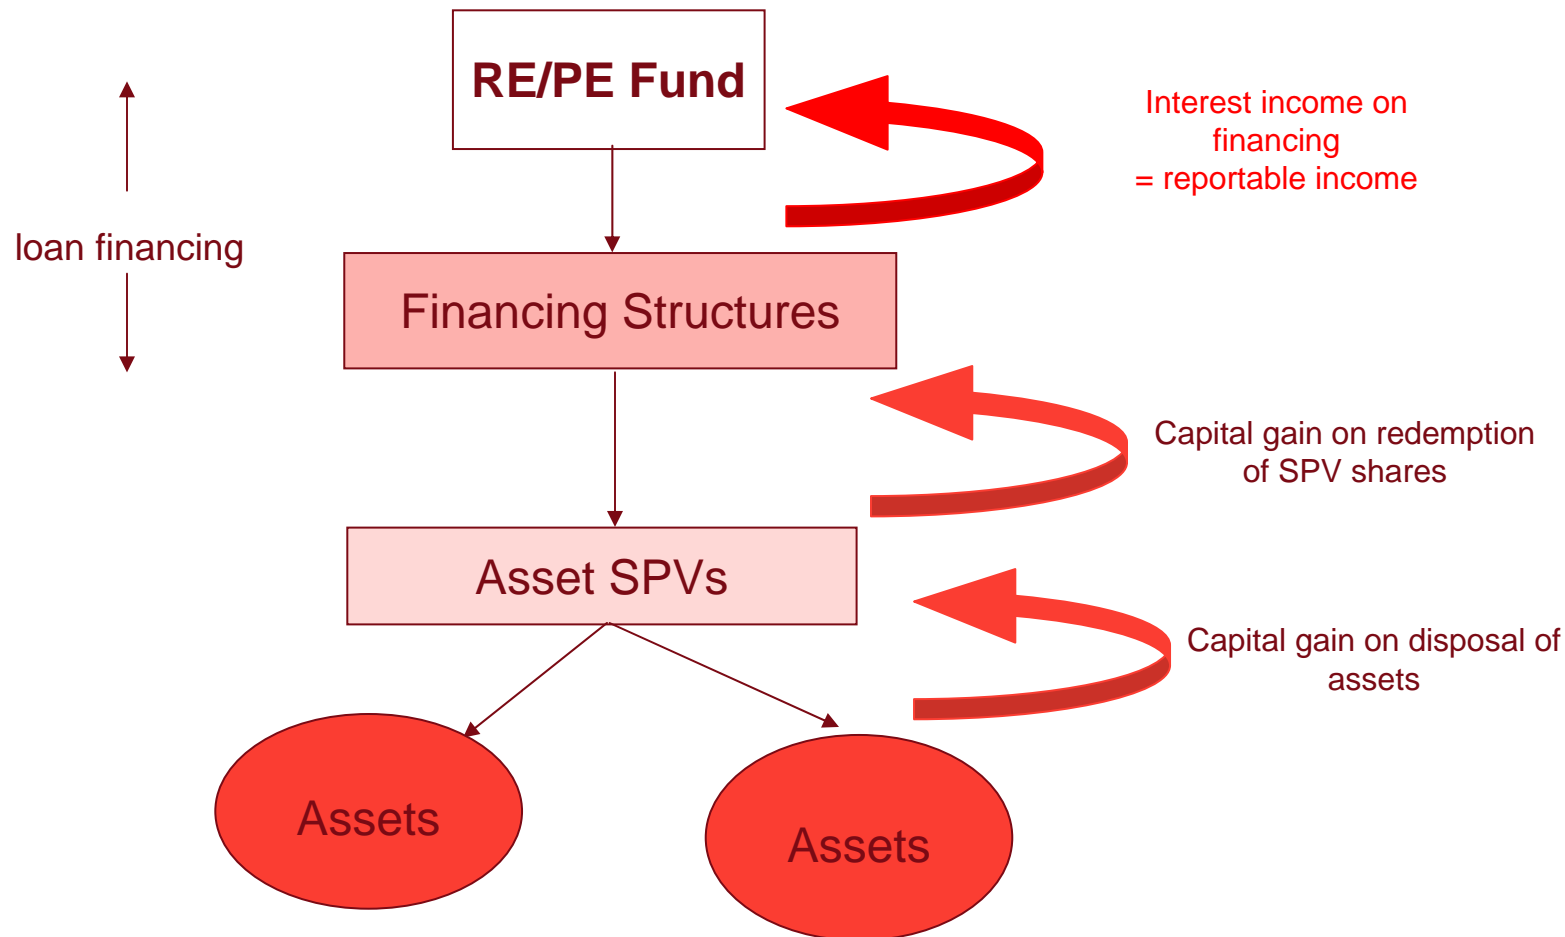 RE/PE Fund
Interest income on
financing
= reportable income
loan financing
Financing Structures
Capital gain on redemption
of SPV shares
Asset SPVs
Capital gain on disposal of
assets
Assets
Assets